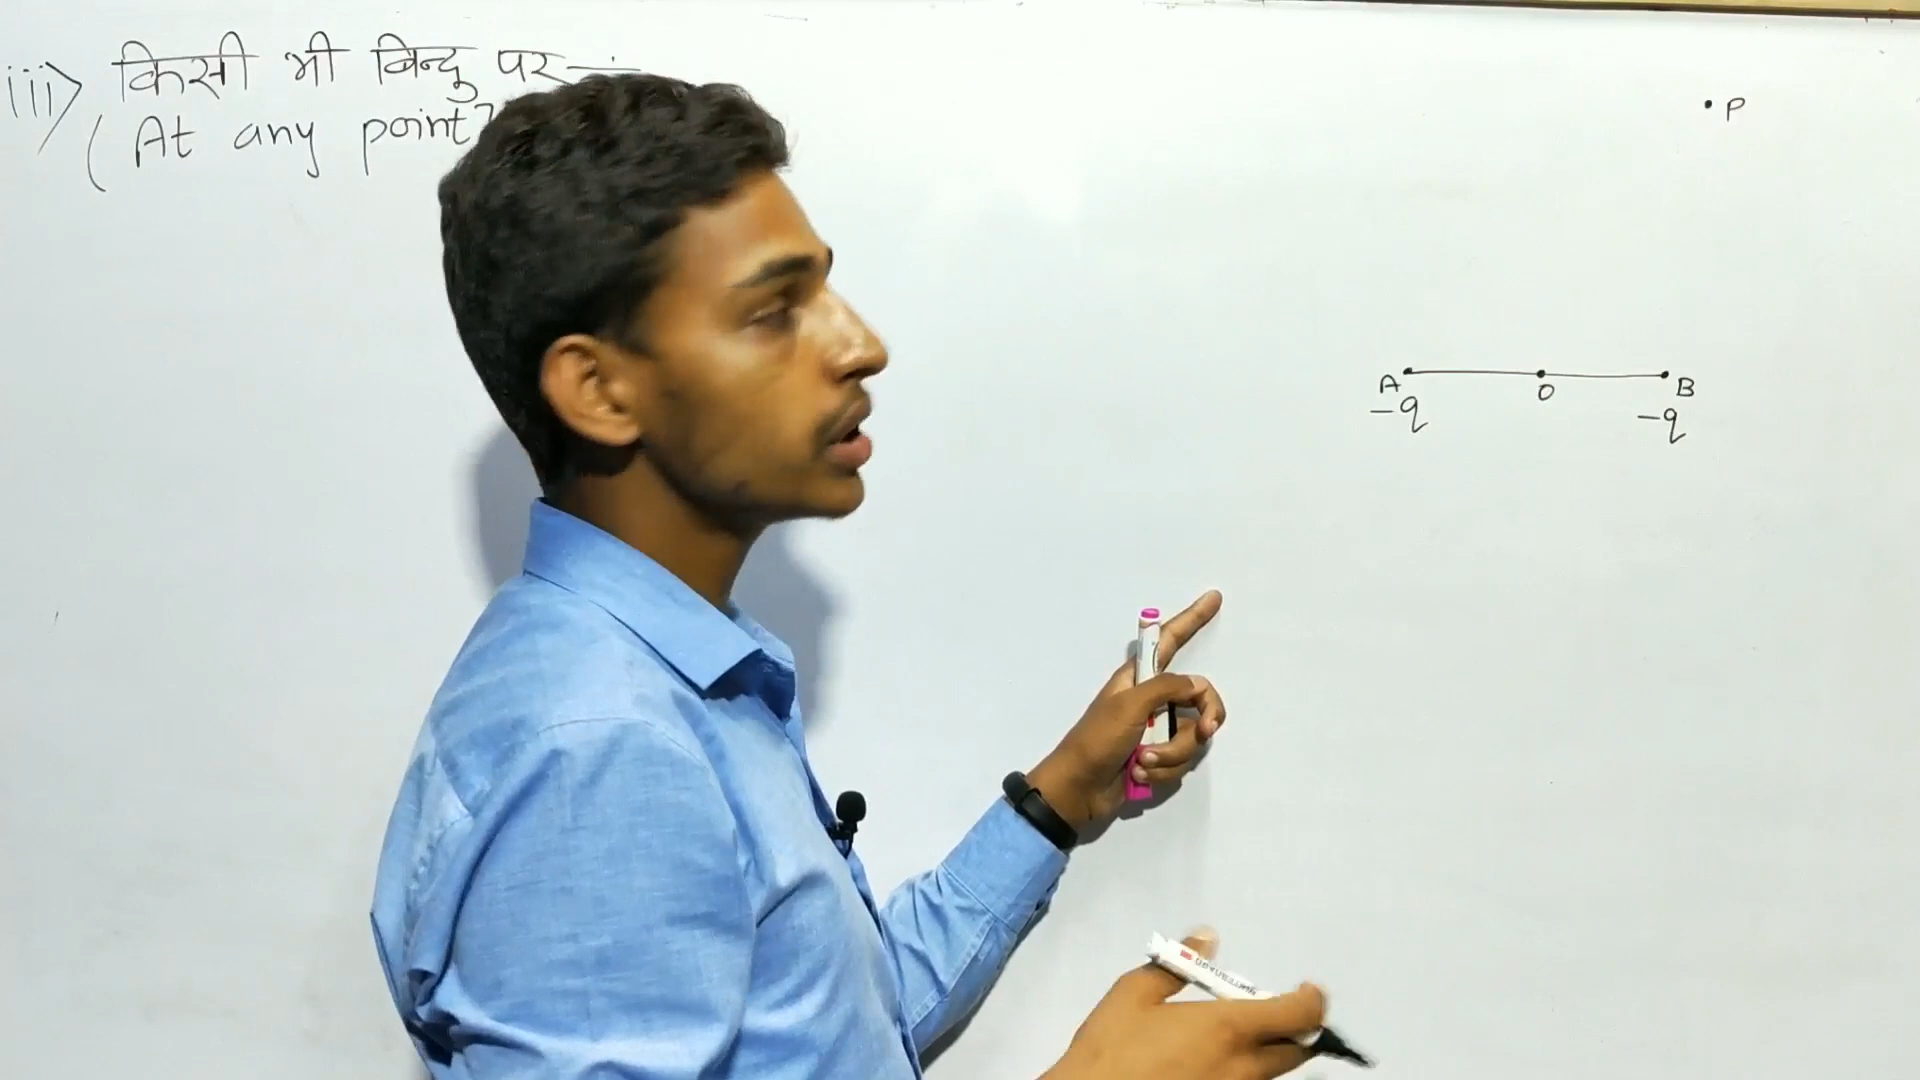 iii> किसी भी बिन्दु पर—
( At any point
• P
A O B
-q -q